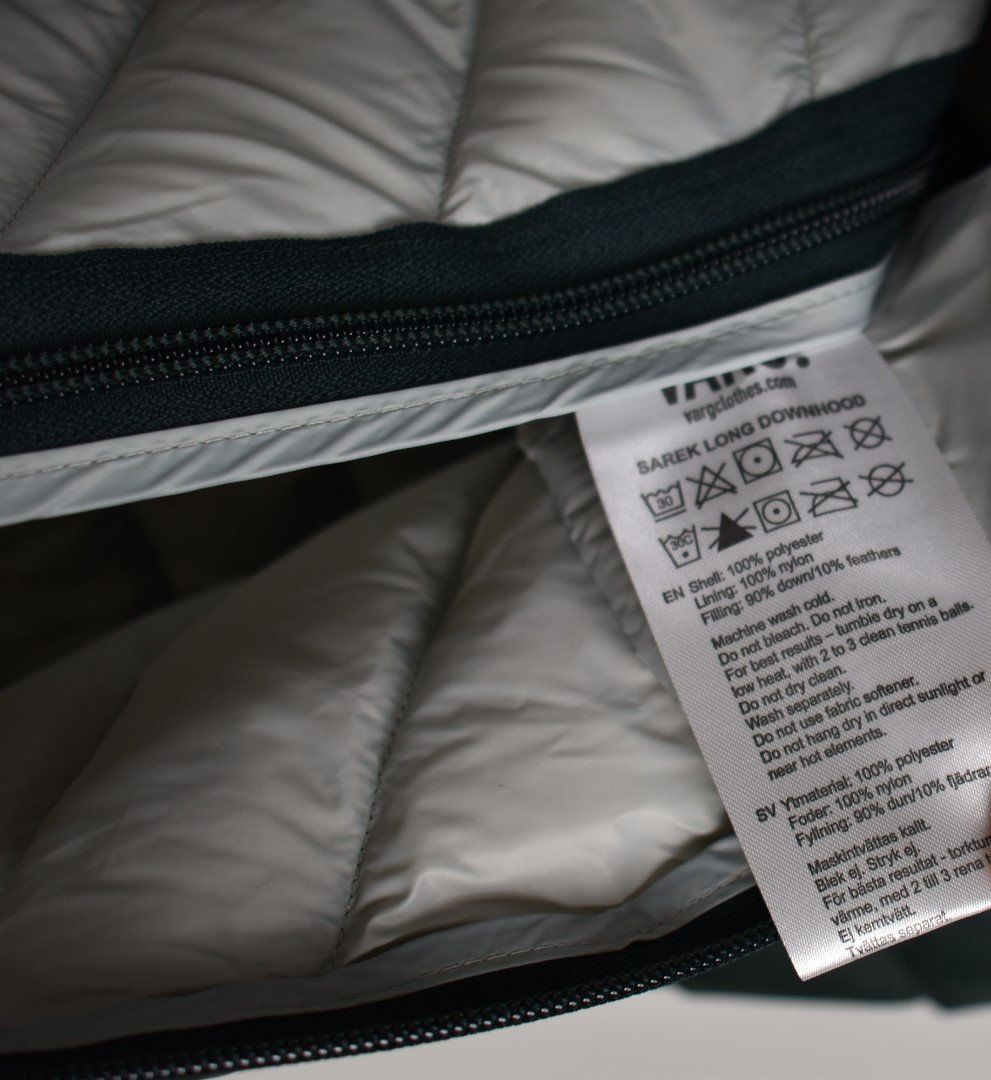 VARG.
vargclothes.com
SAREK LONG DOWNHOOD
30
30C
EN Shell: 100% polyester
Lining: 100% nylon
Filling: 90% down/10% feathers
Machine wash cold.
Do not bleach. Do not iron.
For best results – tumble dry on a
low heat, with 2 to 3 clean tennis balls.
Do not dry clean.
Wash separately.
Do not use fabric softener.
Do not hang dry in direct sunlight or
near hot elements.
SV Ytmaterial: 100% polyester
Foder: 100% nylon
Fyllning: 90% dun/10% fjädrar
Maskintvättas kallt.
Blek ej. Stryk ej.
För bästa resultat - torktum
värme, med 2 till 3 rena
Ej kemtvätt.
Tvättas separat.